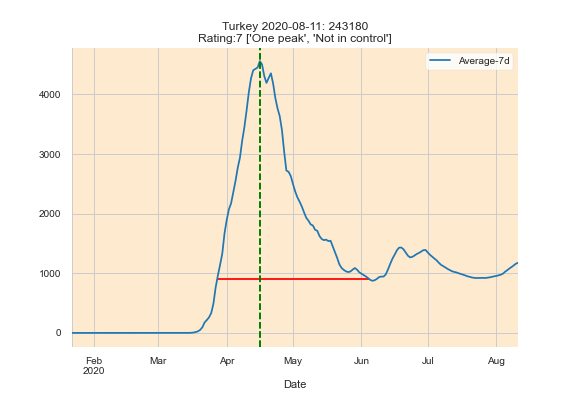 Turkey 2020-08-11: 243180
Rating:7 ['One peak', 'Not in control']
Average-7d
4000
3000
2000
1000
0
Feb Mar Apr May Jun Jul Aug
2020
Date